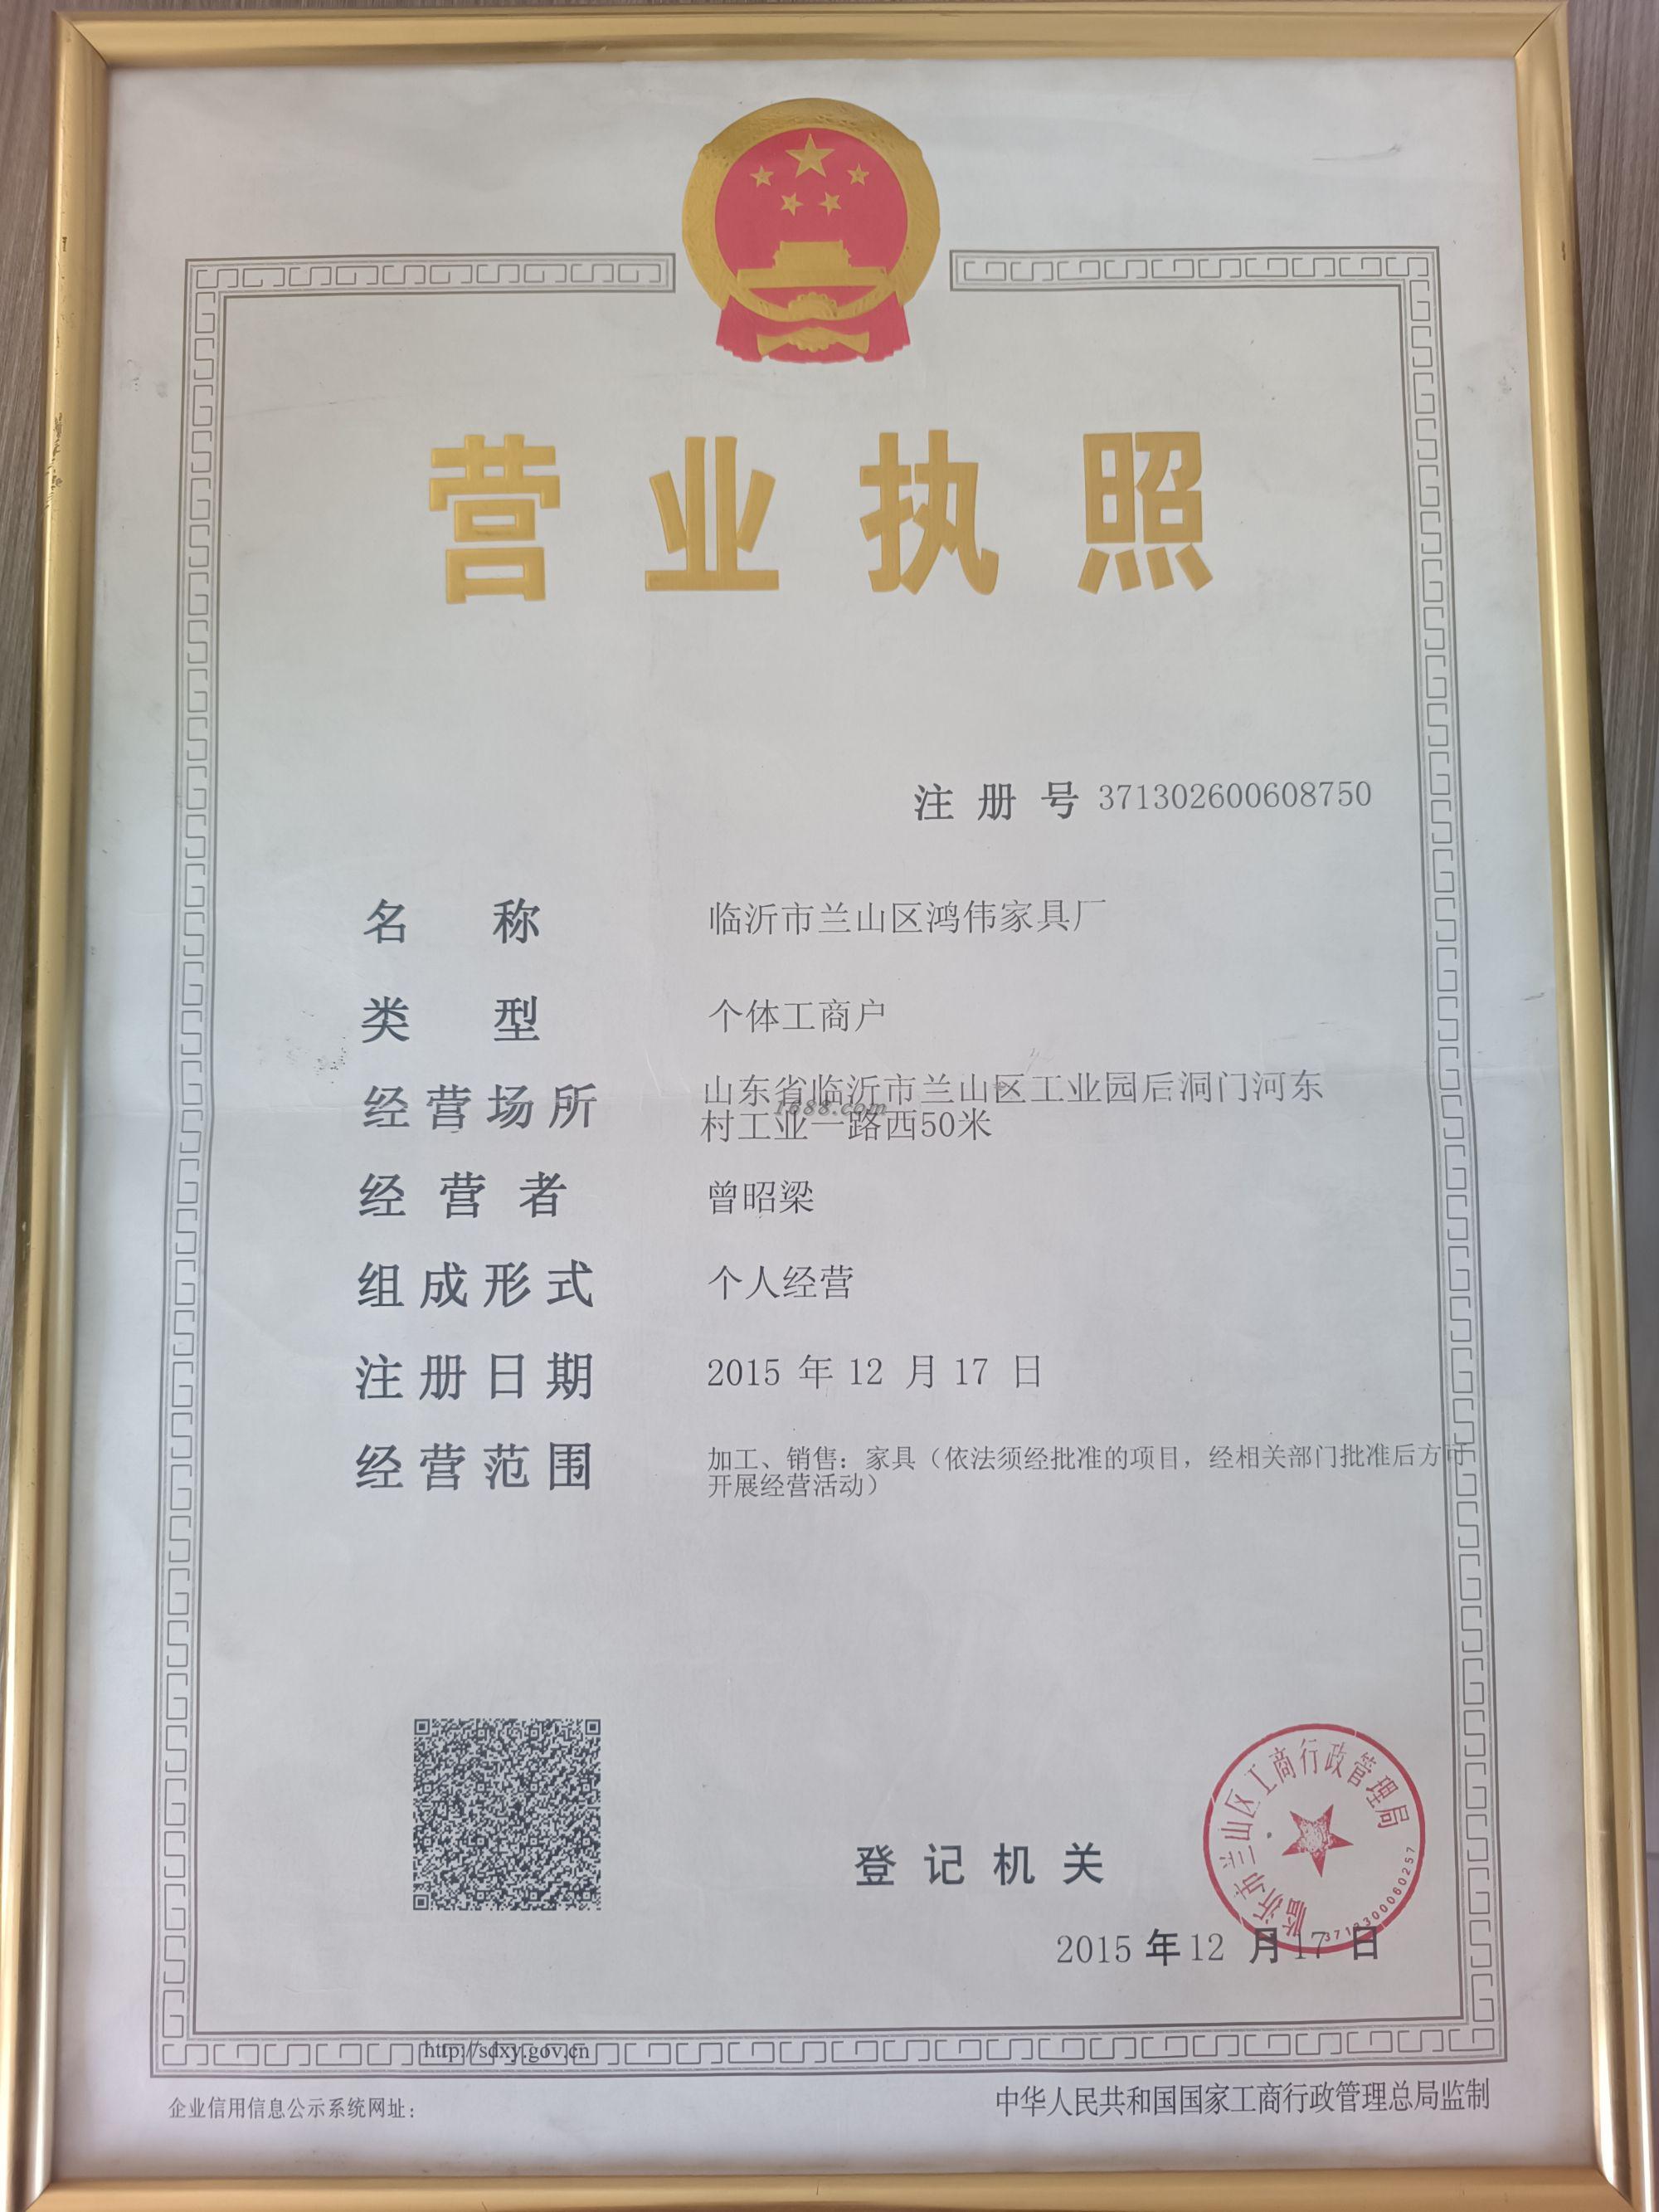 营业执照
注册号 371302600608750
名称 临沂市兰山区鸿伟家具厂
类型 个体工商户
经营场所 山东省临沂市兰山区工业园后洞门河东
村工业一路西50米
1688.com
经营者 曾昭梁
组成形式 个人经营
注册日期 2015 年 12 月 17 日
经营范围 加工、销售：家具（依法须经批准的项目，经相关部门批准后方可
开展经营活动）
临沂市兰山区工商行政管理局
登记机关
2015 年 12 月 17 日
http://sdxy.gov.cn
企业信用信息公示系统网址：
中华人民共和国国家工商行政管理总局监制